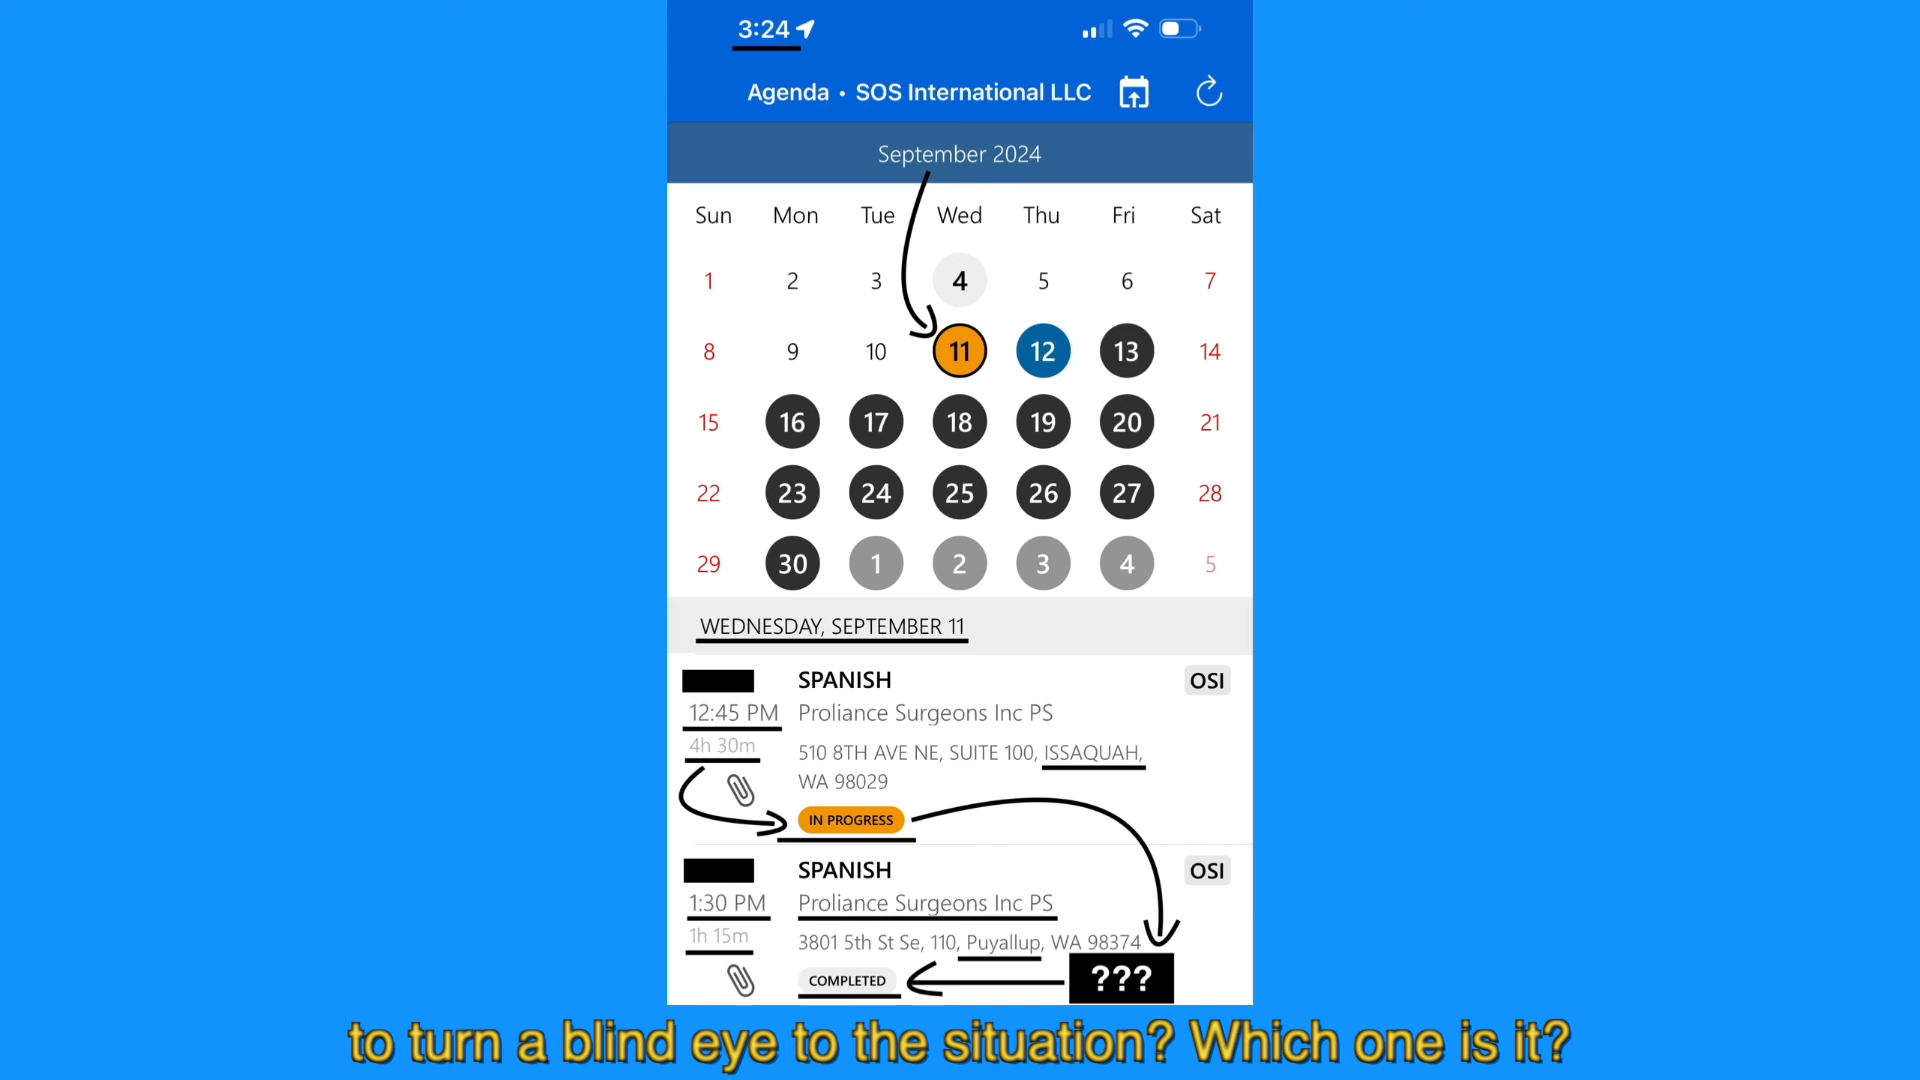 3:24
Agenda • SOS International LLC
September 2024
Sun Mon Tue Wed Thu Fri Sat
1 2 3 4 5 6 7
8 9 10 11 12 13 14
15 16 17 18 19 20 21
22 23 24 25 26 27 28
29 30 1 2 3 4 5
WEDNESDAY, SEPTEMBER 11
SPANISH OSI
12:45 PM Proliance Surgeons Inc PS
4h 30m 510 8TH AVE NE, SUITE 100, ISSAQUAH,
WA 98029
IN PROGRESS
SPANISH OSI
1:30 PM Proliance Surgeons Inc PS
1h 15m 3801 5th St Se, 110, Puyallup, WA 98374
COMPLETED ???
to turn a blind eye to the situation? Which one is it?